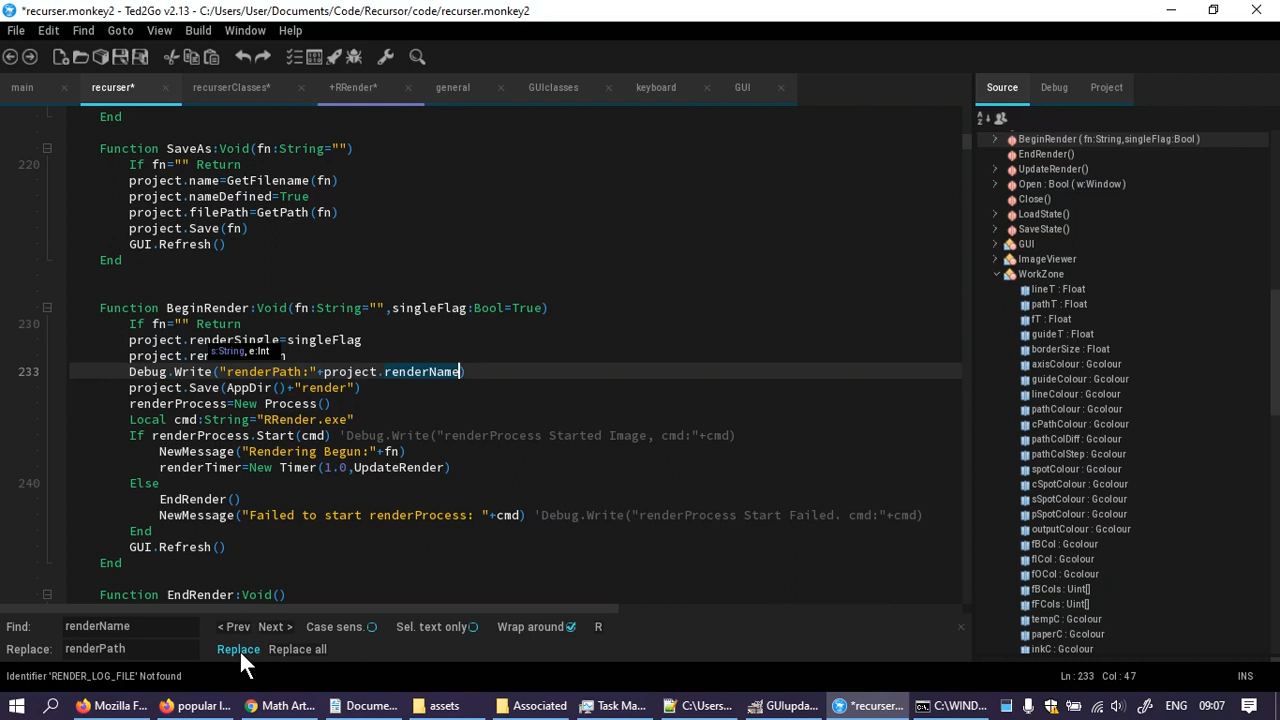 *recurser.monkey2 - Ted2Go v2.13 - C:/Users/User/Documents/Code/Recursor/code/recurser.monkey2
File Edit Find Goto View Build Window Help
main recurser* recurserClasses* +RRender* general GUIclasses keyboard GUI
Source Debug Project
End
Function SaveAs:Void(fn:String="")
220 If fn="" Return
project.name=GetFilename(fn)
project.nameDefined=True
project.filePath=GetPath(fn)
project.Save(fn)
GUI.Refresh()
End
Function BeginRender:Void(fn:String="",singleFlag:Bool=True)
230 If fn="" Return
project.renderSingle=singleFlag
s:String, e:Int
project.re
233 Debug.Write("renderPath:"+project.renderName)
project.Save(AppDir()+"render")
renderProcess=New Process()
Local cmd:String="RRender.exe"
If renderProcess.Start(cmd) 'Debug.Write("renderProcess Started Image, cmd:"+cmd)
NewMessage("Rendering Begun:"+fn)
renderTimer=New Timer(1.0,UpdateRender)
240 Else
EndRender()
NewMessage("Failed to start renderProcess: "+cmd) 'Debug.Write("renderProcess Start Failed. cmd:"+cmd)
End
GUI.Refresh()
End
Function EndRender:Void()
BeginRender ( fn:String,singleFlag:Bool )
EndRender()
UpdateRender()
Open : Bool ( w:Window )
Close()
LoadState()
SaveState()
GUI
ImageViewer
WorkZone
lineT : Float
pathT : Float
fT : Float
guideT : Float
borderSize : Float
axisColour : Gcolour
guideColour : Gcolour
lineColour : Gcolour
pathColour : Gcolour
cPathColour : Gcolour
pathColDiff : Gcolour
pathColStep : Gcolour
spotColour : Gcolour
cSpotColour : Gcolour
sSpotColour : Gcolour
pSpotColour : Gcolour
outputColour : Gcolour
fBCol : Gcolour
fICol : Gcolour
fOCol : Gcolour
fBCols : Uint[]
fFCols : Uint[]
tempC : Gcolour
paperC : Gcolour
inkC : Gcolour
Find: renderName < Prev Next > Case sens. Sel. text only Wrap around R
Replace: renderPath Replace Replace all
Identifier 'RENDER_LOG_FILE' Not found Ln : 233 Col : 47 INS
Mozilla F... popular l... Math Art... Docume... assets Associated Task Ma... C:\Users... GUIupda... *recurser... C:\WIND... ENG 09:07